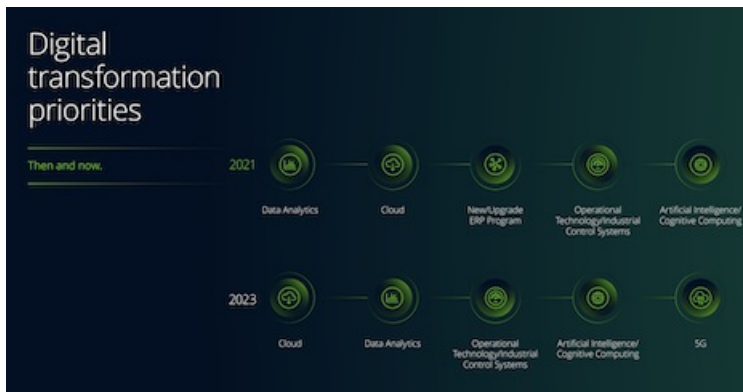 Digital
transformation
priorities
Then and now.
2021
Data Analytics
Cloud
New/Upgrade
ERP Program
Operational
Technology/Industrial
Control Systems
Artificial Intelligence/
Cognitive Computing
2023
Cloud
Data Analytics
Operational
Technology/Industrial
Control Systems
Artificial Intelligence/
Cognitive Computing
5G